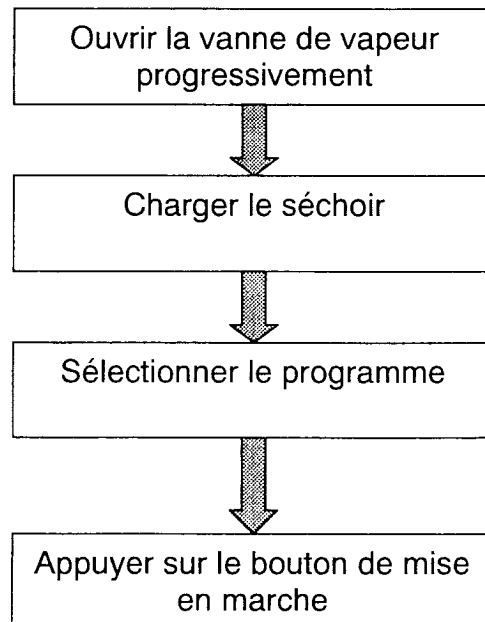 Ouvrir la vanne de vapeur
progressivement
Charger le séchoir
Sélectionner le programme
Appuyer sur le bouton de mise
en marche